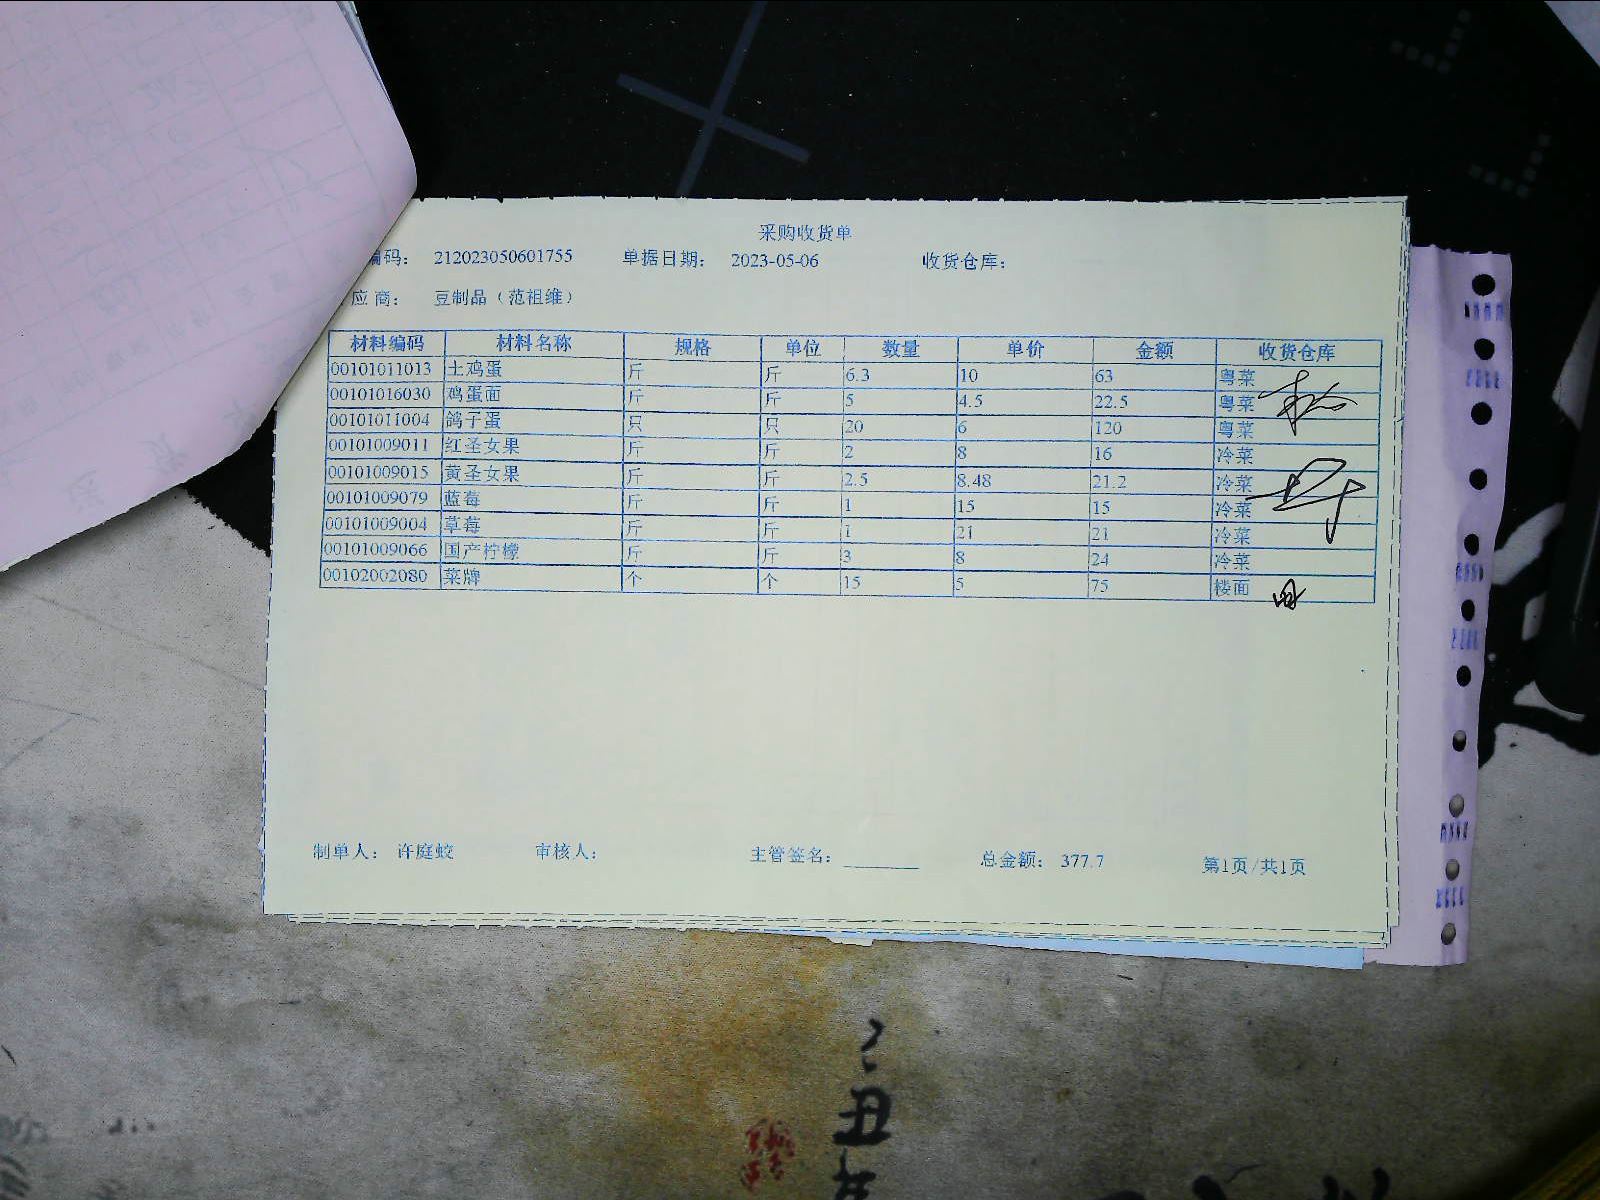 采购收货单
编码： 212023050601755 单据日期： 2023-05-06 收货仓库：
应商： 豆制品（范祖维）
材料编码 材料名称 规格 单位 数量 单价 金额 收货仓库
00101011013 土鸡蛋 斤 斤 6.3 10 63 粤菜
00101016030 鸡蛋面 斤 斤 5 4.5 22.5 粤菜
00101011004 鸽子蛋 只 只 20 6 120 粤菜
00101009011 红圣女果 斤 斤 2 8 16 冷菜
00101009015 黄圣女果 斤 斤 2.5 8.48 21.2 冷菜
00101009079 蓝莓 斤 斤 1 15 15 冷菜
00101009004 草莓 斤 斤 1 21 21 冷菜
00101009066 国产柠檬 斤 斤 3 8 24 冷菜
00102002080 菜牌 个 个 15 5 75 楼面
制单人： 许庭蛟 审核人： 主管签名： 总金额： 377.7 第1页/共1页
丑